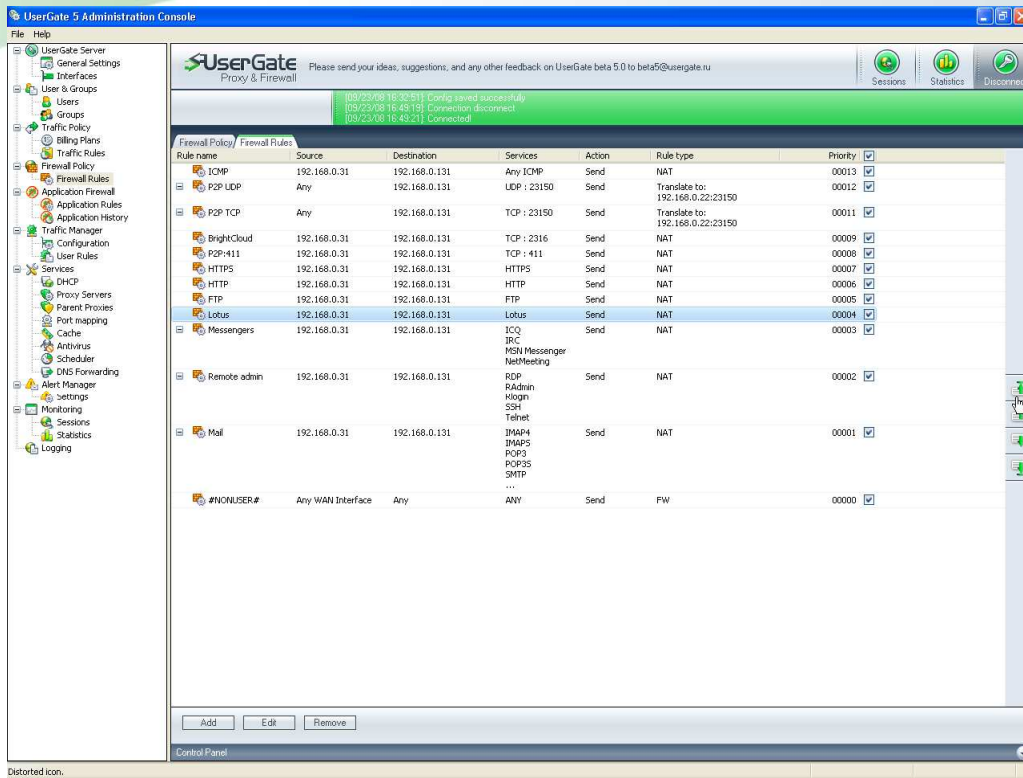 UserGate 5 Administration Console
File Help
UserGate Server
General Settings
Interfaces
User & Groups
Users
Groups
Traffic Policy
Billing Plans
Traffic Rules
Firewall Policy
Firewall Rules
Application Firewall
Application Rules
Application History
Traffic Manager
Configuration
User Rules
Services
DHCP
Proxy Servers
Parent Proxies
Port mapping
Cache
Antivirus
Scheduler
DNS Forwarding
Alert Manager
Settings
Monitoring
Sessions
Statistics
Logging
UserGate
Proxy & Firewall
Please send your ideas, suggestions, and any other feedback on UserGate beta 5.0 to beta5@usergate.ru
Sessions Statistics Disconnec
[09/23/08 16:32:51] Config saved successfully
[09/23/08 16:49:19] Connection disconnect
[09/23/08 16:49:21] Connected!
Firewall Policy Firewall Rules
Rule name Source Destination Services Action Rule type Priority
ICMP 192.168.0.31 192.168.0.131 Any ICMP Send NAT 00013
P2P UDP Any 192.168.0.131 UDP : 23150 Send Translate to: 00012
192.168.0.22:23150
P2P TCP Any 192.168.0.131 TCP : 23150 Send Translate to: 00011
192.168.0.22:23150
BrightCloud 192.168.0.31 192.168.0.131 TCP : 2316 Send NAT 00009
P2P:411 192.168.0.31 192.168.0.131 TCP : 411 Send NAT 00008
HTTPS 192.168.0.31 192.168.0.131 HTTPS Send NAT 00007
HTTP 192.168.0.31 192.168.0.131 HTTP Send NAT 00006
FTP 192.168.0.31 192.168.0.131 FTP Send NAT 00005
Lotus 192.168.0.31 192.168.0.131 Lotus Send NAT 00004
Messengers 192.168.0.31 192.168.0.131 ICQ Send NAT 00003
IRC
MSN Messenger
NetMeeting
Remote admin 192.168.0.31 192.168.0.131 RDP Send NAT 00002
RAdmin
Rlogin
SSH
Telnet
Mail 192.168.0.31 192.168.0.131 IMAP4 Send NAT 00001
IMAPS
POP3
POP3S
SMTP
...
#NONUSER# Any WAN Interface Any ANY Send FW 00000
Add Edit Remove
Control Panel
Distorted icon.